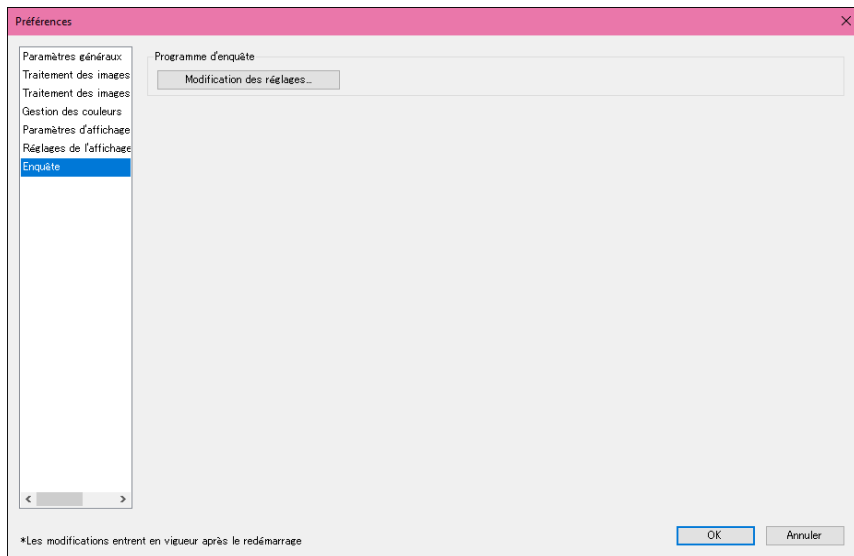 Préférences
Paramètres généraux
Traitement des images
Traitement des images
Gestion des couleurs
Paramètres d'affichage
Réglages de l'affichage
Enquête
Programme d'enquête
Modification des réglages...
*Les modifications entrent en vigueur après le redémarrage
OK
Annuler